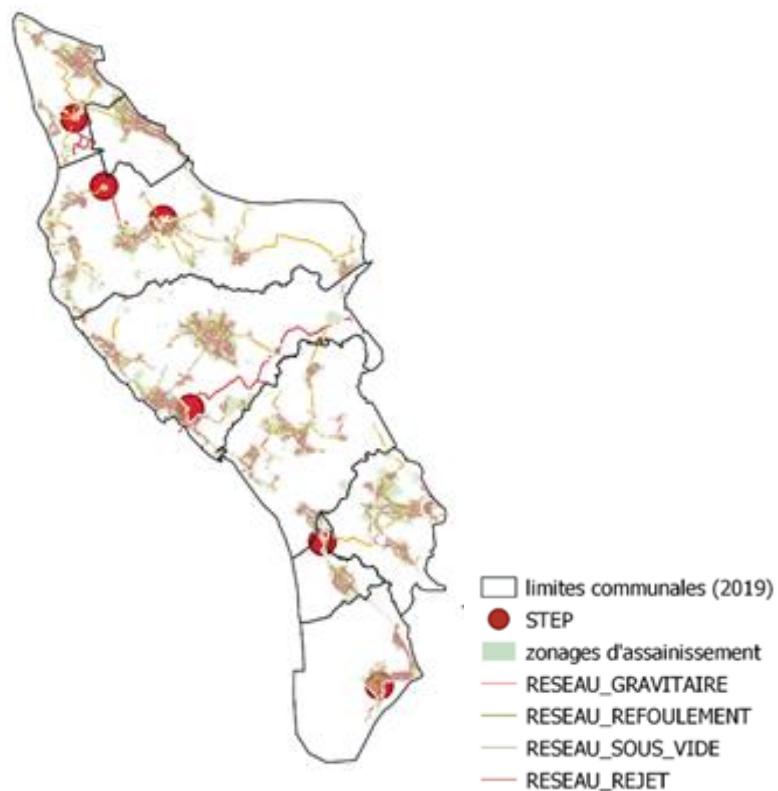 limites communales (2019)
STEP
zonages d'assainissement
RESEAU_GRAVITAIRE
RESEAU_REFOULEMENT
RESEAU_SOUS_VIDE
RESEAU_REJET